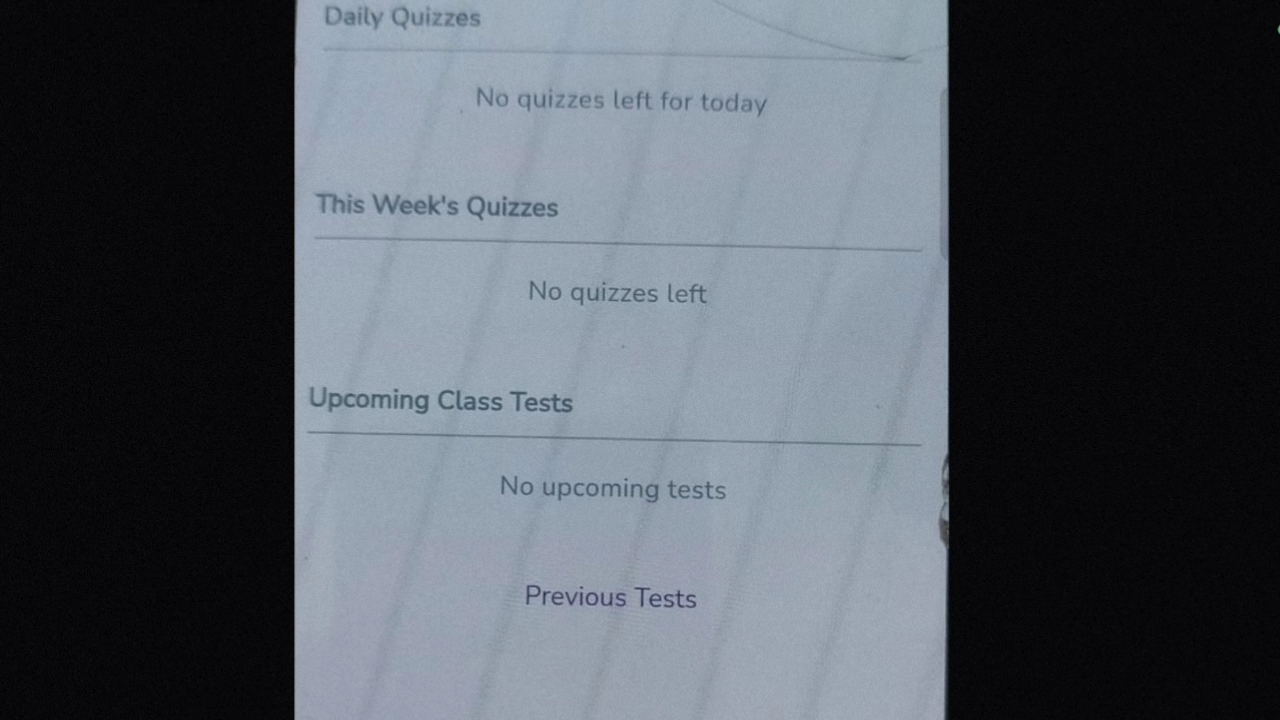 Daily Quizzes
No quizzes left for today
This Week's Quizzes
No quizzes left
Upcoming Class Tests
No upcoming tests
Previous Tests